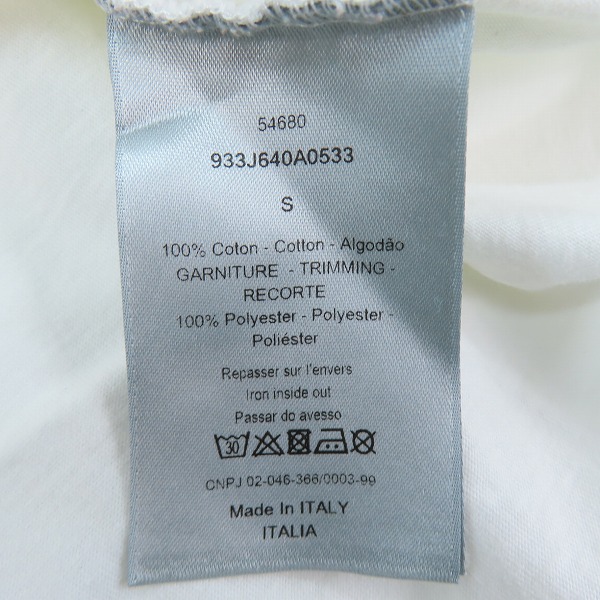 54680
933J640A0533
S
100% Coton - Cotton - Algodão
GARNITURE - TRIMMING -
RECORTE
100% Polyester - Polyester -
Poliéster
Repasser sur l'envers
Iron inside out
Passar do avesso
30
CNPJ 02-046-366/0003-99
Made In ITALY
ITALIA